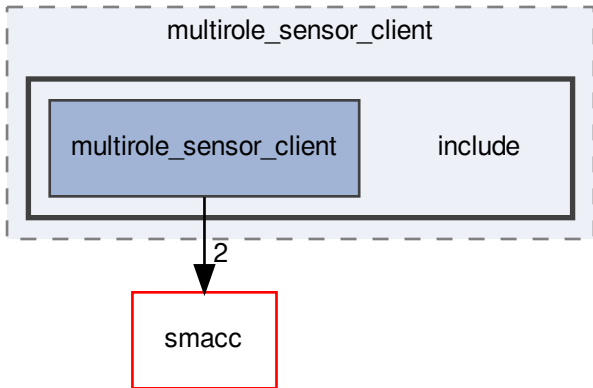 multirole_sensor_client
multirole_sensor_client
include
2
smacc